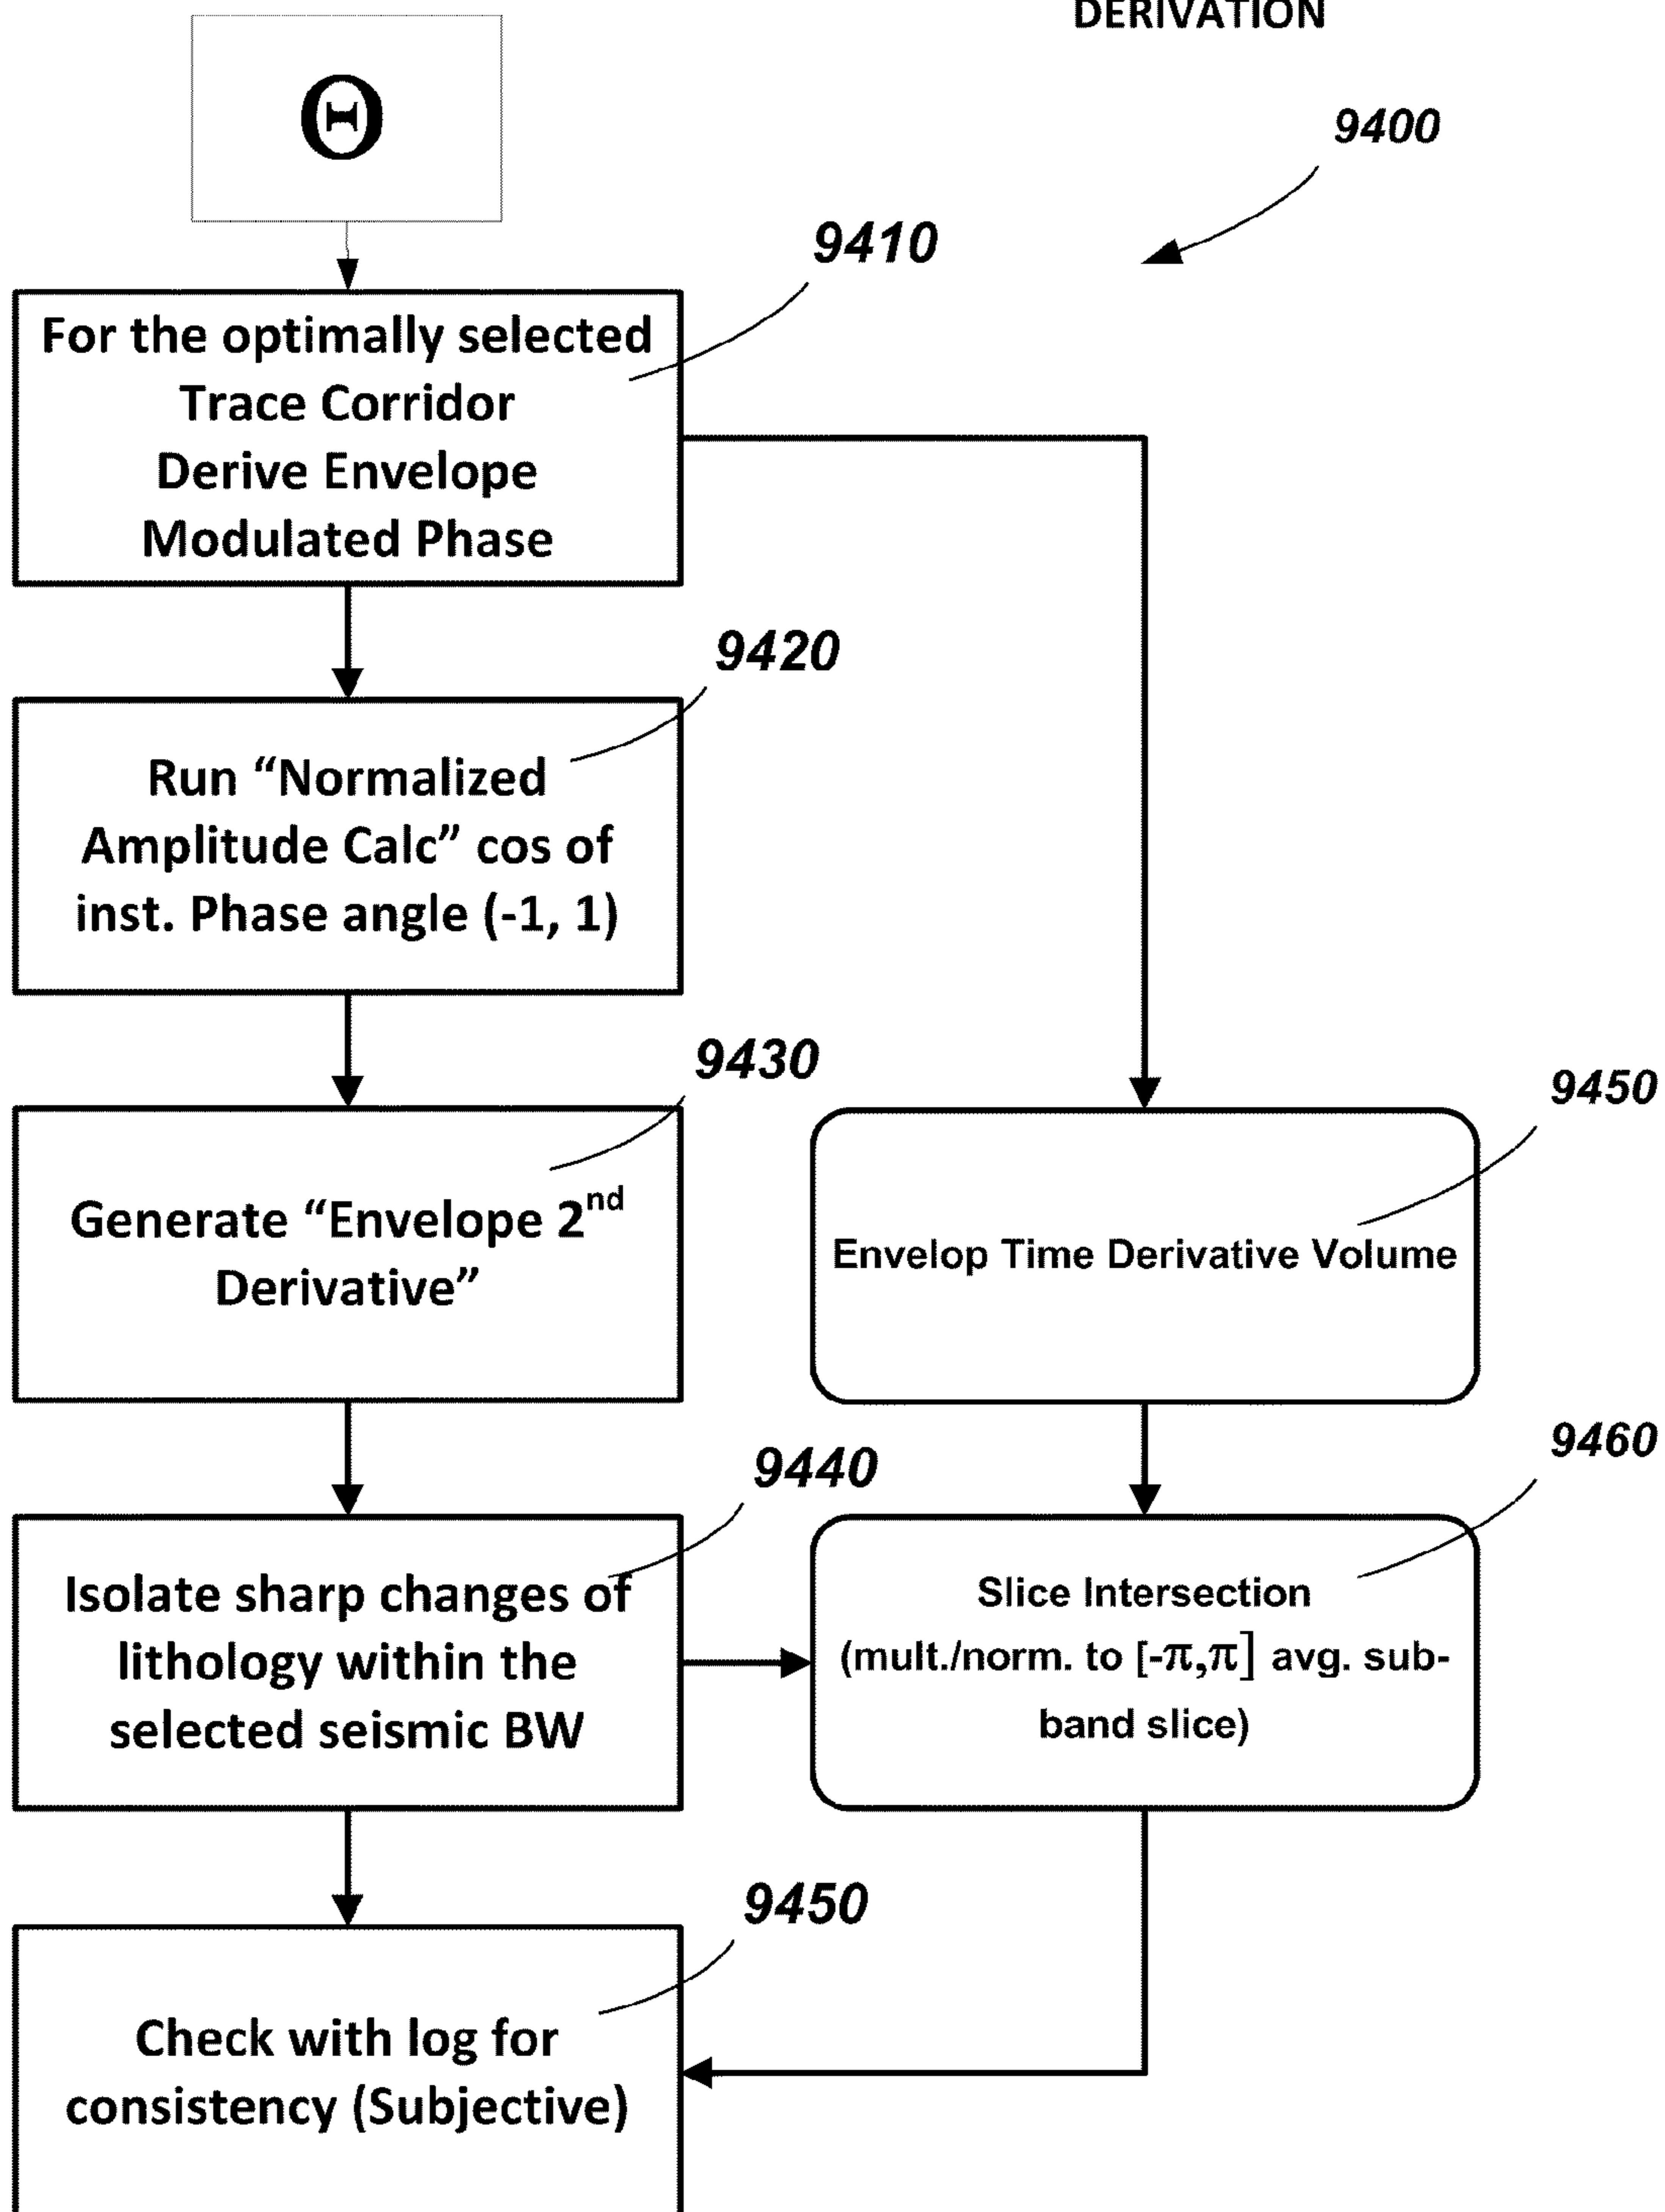 DERIVATION
Θ
9400
9410
For the optimally selected
Trace Corridor
Derive Envelope
Modulated Phase
9420
Run “Normalized
Amplitude Calc” cos of
inst. Phase angle (-1, 1)
9430
Generate “Envelope 2nd
Derivative”
9450
Envelop Time Derivative Volume
9440
Isolate sharp changes of
lithology within the
selected seismic BW
9460
Slice Intersection
(mult./norm. to [-π,π] avg. sub-
band slice)
9450
Check with log for
consistency (Subjective)